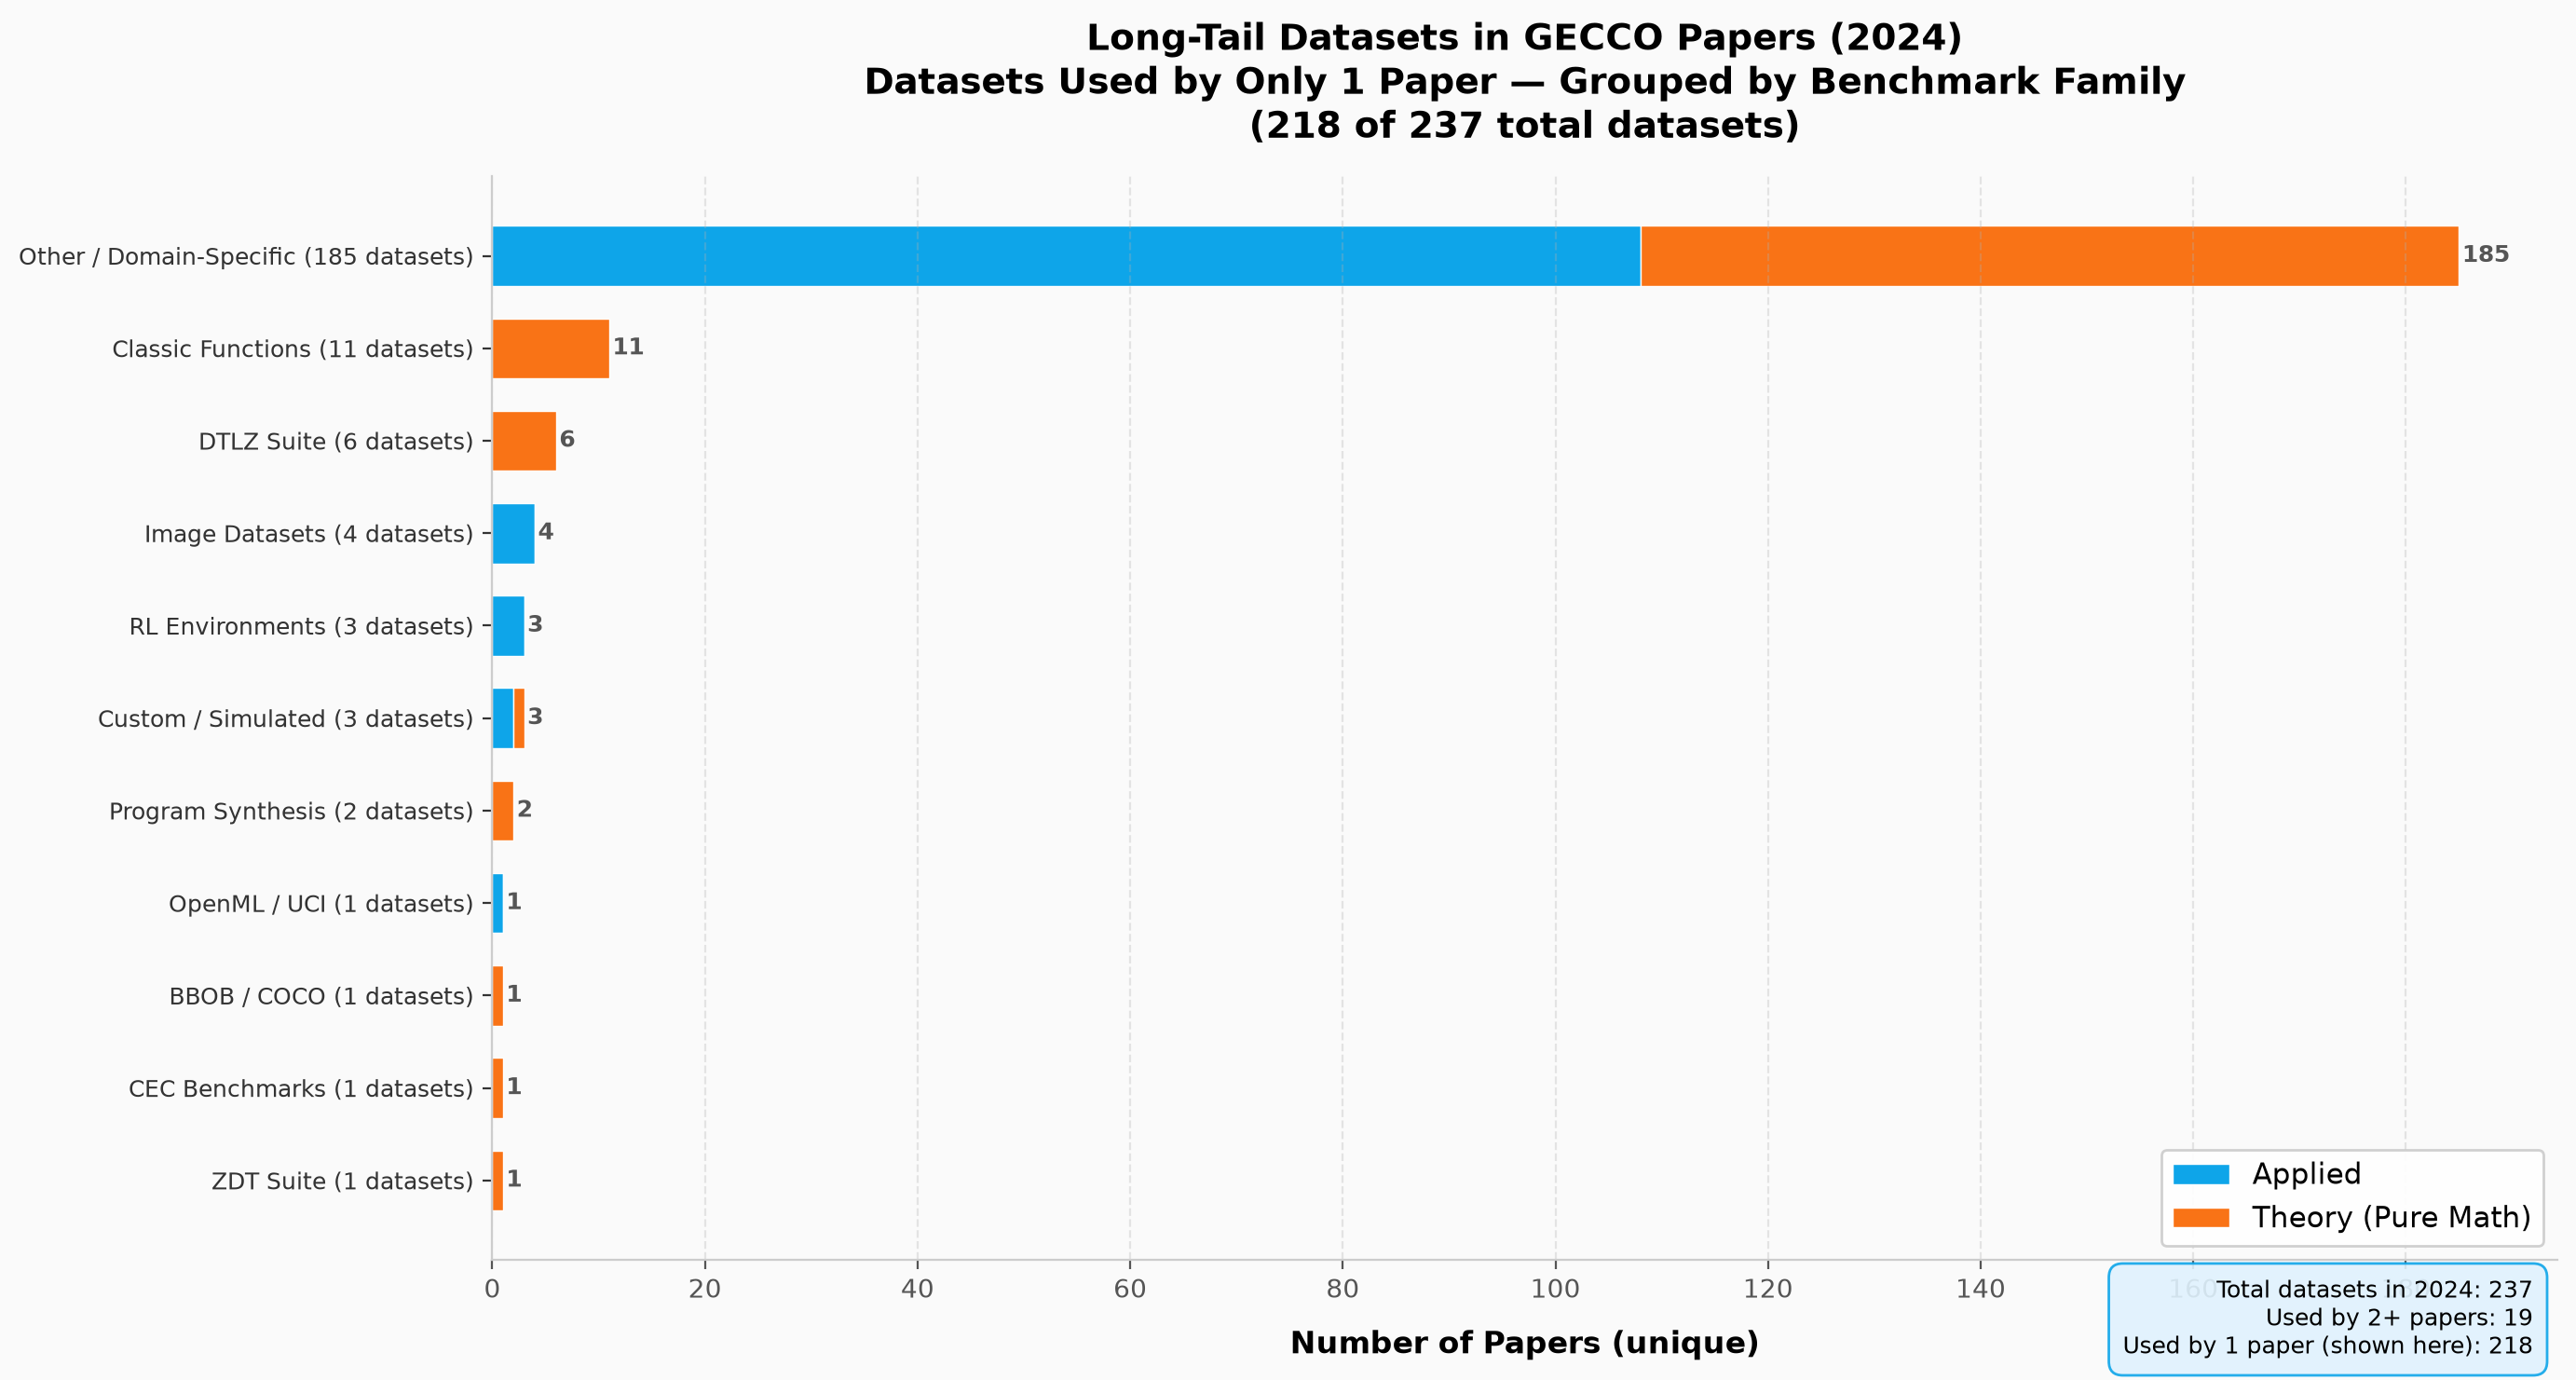 Long-Tail Datasets in GECCO Papers (2024)
Datasets Used by Only 1 Paper — Grouped by Benchmark Family
(218 of 237 total datasets)
Other / Domain-Specific (185 datasets)
185
Classic Functions (11 datasets)
11
DTLZ Suite (6 datasets)
6
Image Datasets (4 datasets)
4
RL Environments (3 datasets)
3
Custom / Simulated (3 datasets)
3
Program Synthesis (2 datasets)
2
OpenML / UCI (1 datasets)
1
BBOB / COCO (1 datasets)
1
CEC Benchmarks (1 datasets)
1
ZDT Suite (1 datasets)
1
Applied
Theory (Pure Math)
0 20 40 60 80 100 120 140 160
Number of Papers (unique)
Total datasets in 2024: 237
Used by 2+ papers: 19
Used by 1 paper (shown here): 218